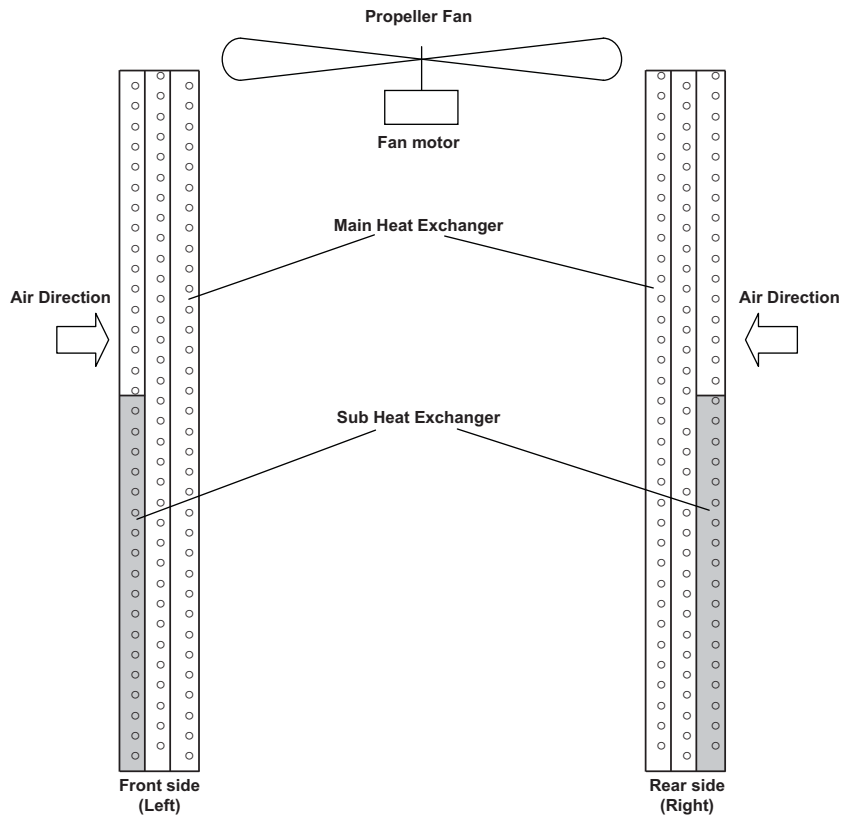 Propeller Fan
Fan motor
Main Heat Exchanger
Air Direction
Air Direction
Sub Heat Exchanger
Front side
(Left)
Rear side
(Right)